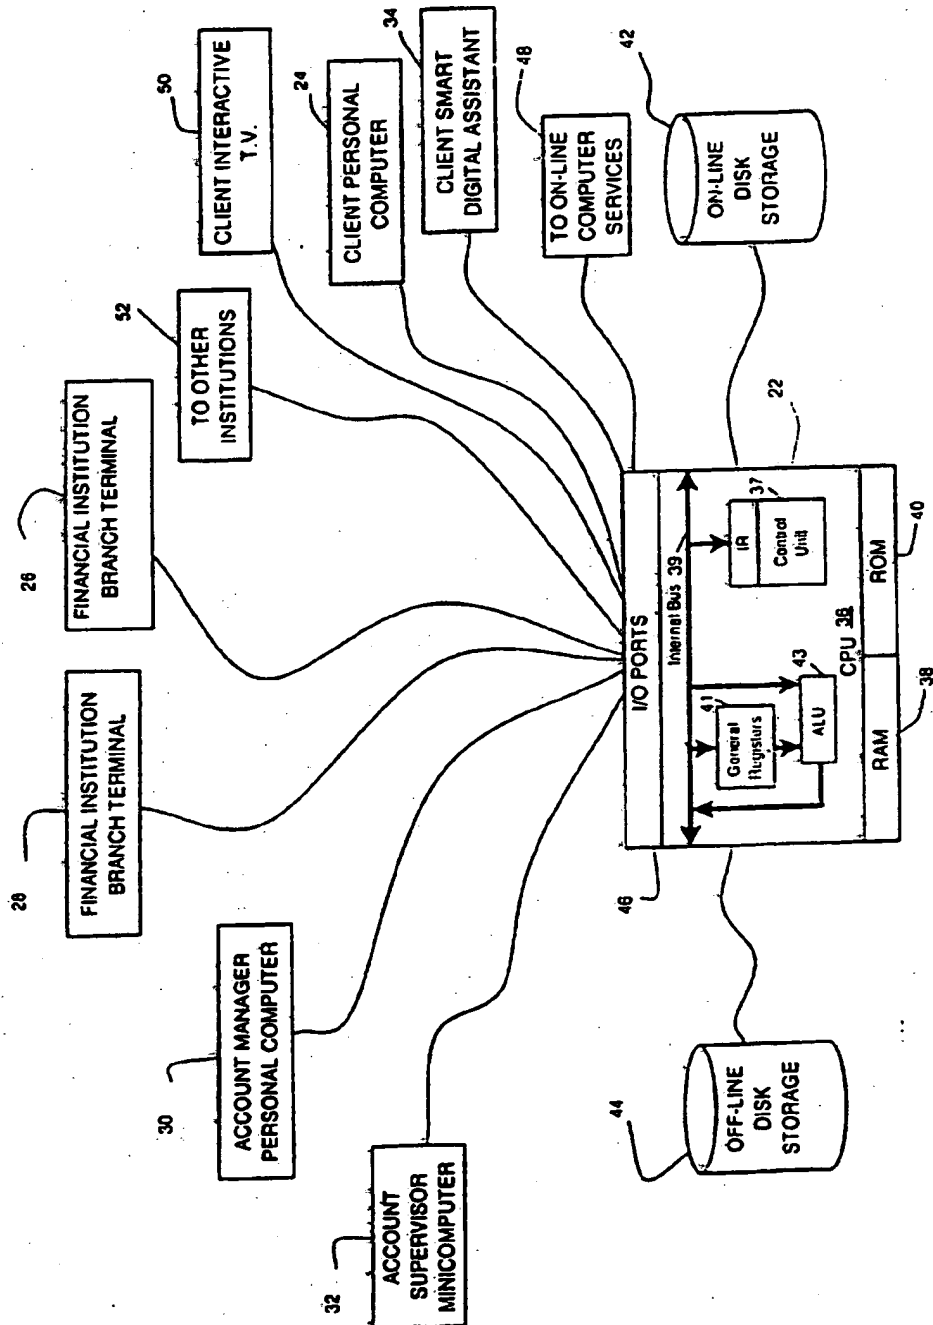 28
FINANCIAL INSTITUTION
BRANCH TERMINAL
26
FINANCIAL INSTITUTION
BRANCH TERMINAL
52
TO OTHER
INSTITUTIONS
50
CLIENT INTERACTIVE
T.V.
24
CLIENT PERSONAL
COMPUTER
34
CLIENT SMART
DIGITAL ASSISTANT
48
TO ON-LINE
COMPUTER
SERVICES
42
ON-LINE
DISK
STORAGE
30
ACCOUNT MANAGER
PERSONAL COMPUTER
32
ACCOUNT
SUPERVISOR
MINICOMPUTER
44
OFF-LINE
DISK
STORAGE
46
I/O PORTS
22
Internal Bus 39
41
General
Registers
43
ALU
IR
37
Control
Unit
CPU 36
RAM
ROM
38
40